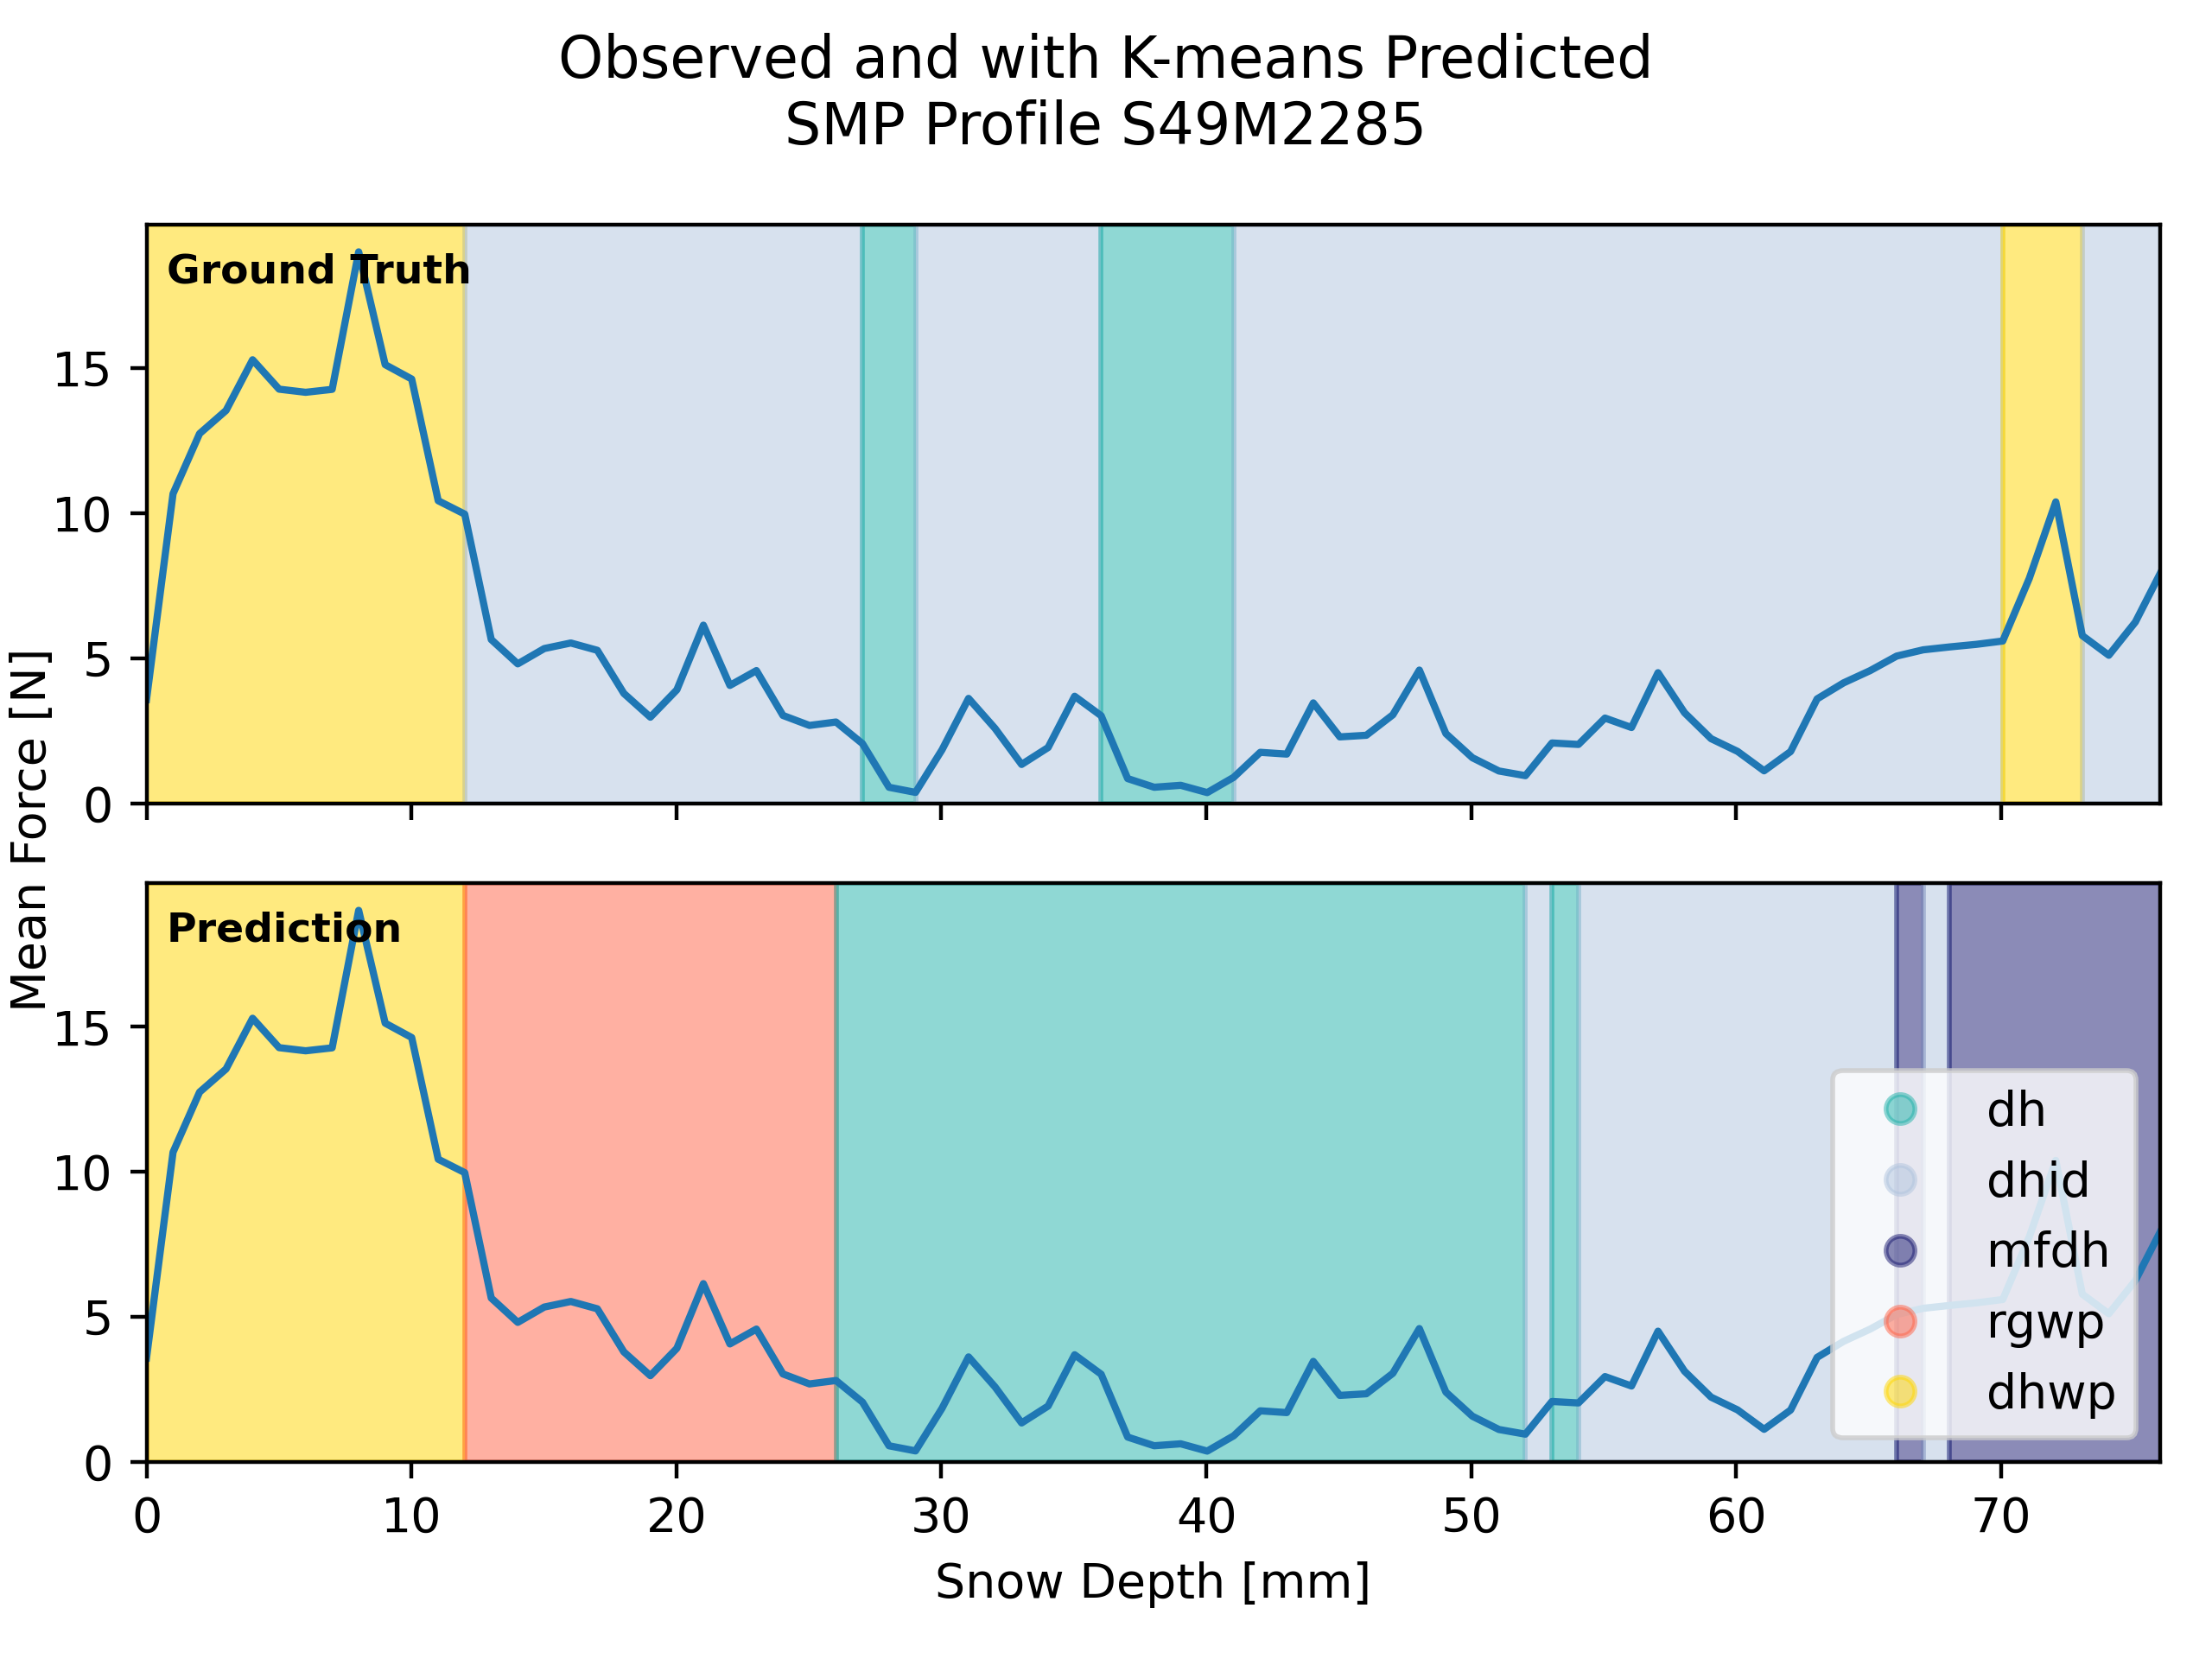 Observed and with K-means Predicted
SMP Profile S49M2285
Ground Truth
15
10
5
0
Mean Force [N]
Prediction
15
10
5
0
dh
dhid
mfdh
rgwp
dhwp
0 10 20 30 40 50 60 70
Snow Depth [mm]